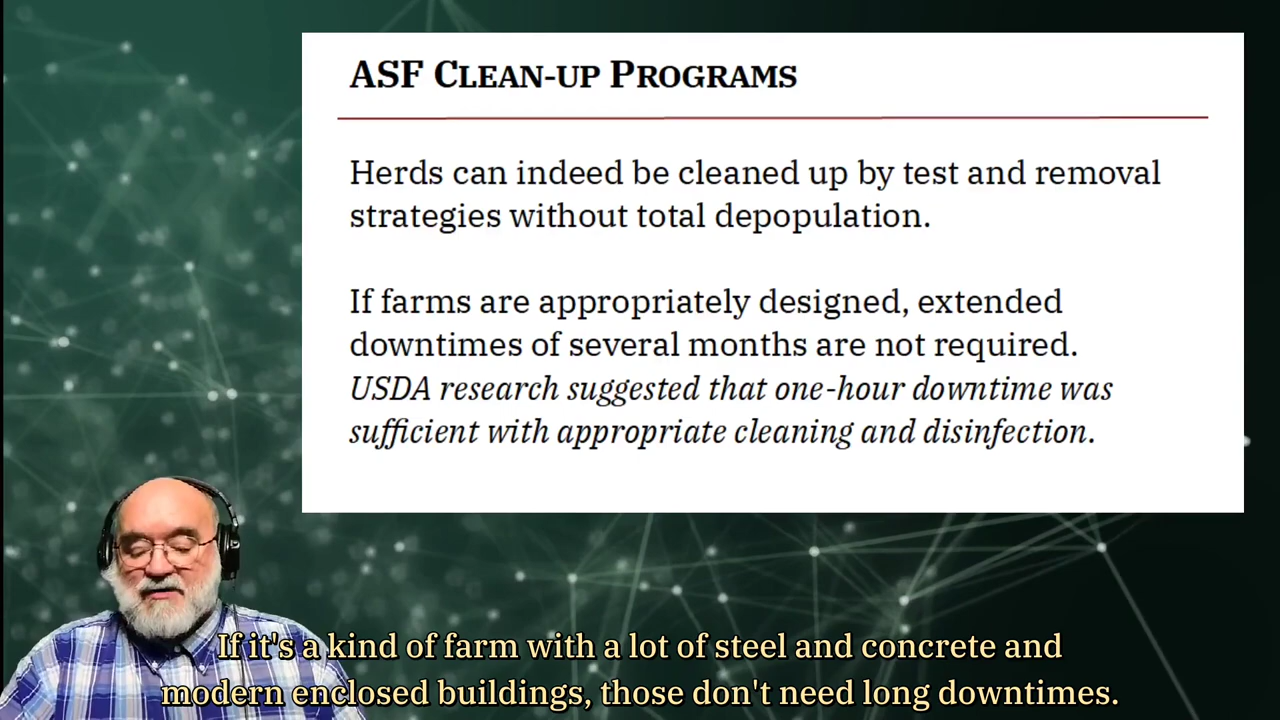 ASF CLEAN-UP PROGRAMS
Herds can indeed be cleaned up by test and removal
strategies without total depopulation.
If farms are appropriately designed, extended
downtimes of several months are not required.
USDA research suggested that one-hour downtime was
sufficient with appropriate cleaning and disinfection.
If it's a kind of farm with a lot of steel and concrete and
modern enclosed buildings, those don't need long downtimes.